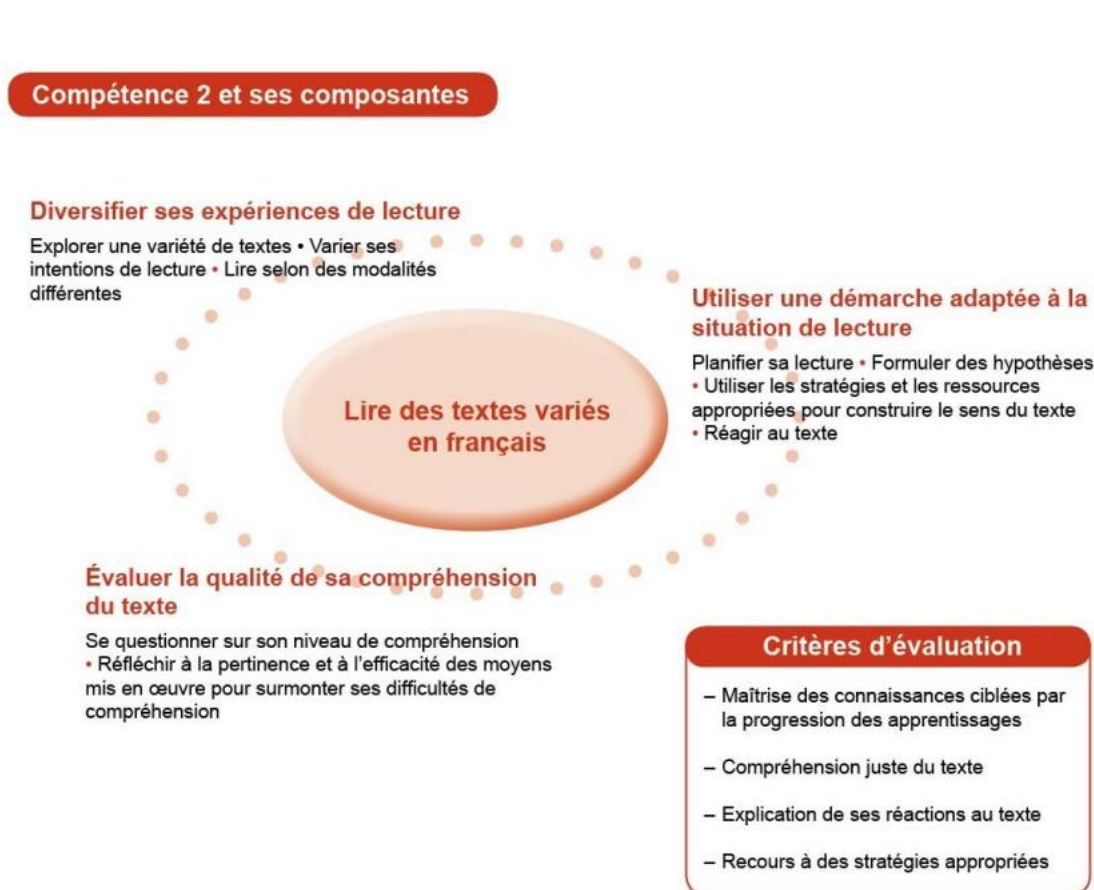 Compétence 2 et ses composantes
Diversifier ses expériences de lecture
Explorer une variété de textes • Varier ses
intentions de lecture • Lire selon des modalités
différentes
Utiliser une démarche adaptée à la
situation de lecture
Planifier sa lecture • Formuler des hypothèses
• Utiliser les stratégies et les ressources
appropriées pour construire le sens du texte
• Réagir au texte
Lire des textes variés
en français
Évaluer la qualité de sa compréhension
du texte
Se questionner sur son niveau de compréhension
• Réfléchir à la pertinence et à l'efficacité des moyens
mis en œuvre pour surmonter ses difficultés de
compréhension
Critères d'évaluation
– Maîtrise des connaissances ciblées par
la progression des apprentissages
– Compréhension juste du texte
– Explication de ses réactions au texte
– Recours à des stratégies appropriées